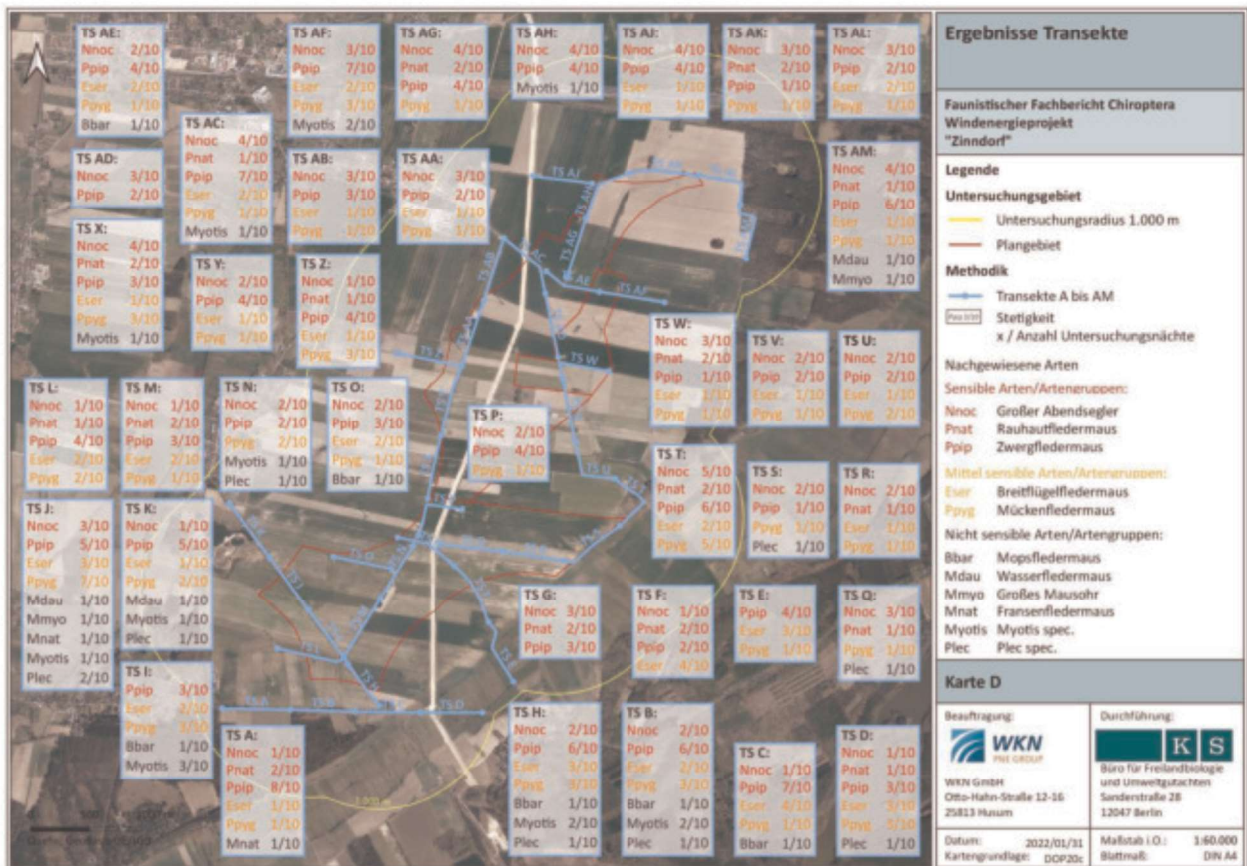 TS AE:
Nnoc 2/10
Ppip 4/10
Eser 2/10
Ppyg 1/10
Bbar 1/10
TS AF:
Nnoc 3/10
Ppip 7/10
Eser 2/10
Ppyg 3/10
Myotis 2/10
TS AG:
Nnoc 4/10
Pnat 2/10
Ppip 4/10
Ppyg 1/10
TS AH:
Nnoc 4/10
Ppip 4/10
Myotis 1/10
TS AJ:
Nnoc 4/10
Ppip 4/10
Eser 1/10
Ppyg 1/10
TS AK:
Nnoc 3/10
Pnat 2/10
Ppip 1/10
Ppyg 1/10
TS AL:
Nnoc 3/10
Ppip 2/10
Eser 2/10
Ppyg 1/10
TS AC:
Nnoc 4/10
Pnat 1/10
Ppip 7/10
Eser 2/10
Ppyg 1/10
Myotis 1/10
TS AD:
Nnoc 3/10
Ppip 2/10
TS AB:
Nnoc 3/10
Ppip 3/10
Eser 1/10
Ppyg 1/10
TS AA:
Nnoc 3/10
Ppip 2/10
Eser 1/10
TS AM:
Nnoc 4/10
Pnat 1/10
Ppip 6/10
Eser 1/10
Ppyg 1/10
Mdau 1/10
Mmyo 1/10
TS X:
Nnoc 4/10
Pnat 2/10
Ppip 3/10
Eser 1/10
Ppyg 3/10
Myotis 1/10
TS Y:
Nnoc 2/10
Ppip 4/10
Eser 1/10
Ppyg 1/10
TS Z:
Nnoc 1/10
Pnat 1/10
Ppip 4/10
Eser 1/10
Ppyg 3/10
TS W:
Nnoc 3/10
Pnat 2/10
Ppip 1/10
Eser 1/10
Ppyg 1/10
TS V:
Nnoc 2/10
Ppip 2/10
Eser 1/10
Ppyg 1/10
TS U:
Nnoc 2/10
Ppip 2/10
Eser 1/10
Ppyg 2/10
TS L:
Nnoc 1/10
Pnat 1/10
Ppip 4/10
Eser 2/10
Ppyg 2/10
TS M:
Nnoc 1/10
Pnat 2/10
Ppip 3/10
Eser 2/10
Ppyg 1/10
TS N:
Nnoc 2/10
Ppip 2/10
Ppyg 2/10
Myotis 1/10
Plec 1/10
TS O:
Nnoc 2/10
Ppip 3/10
Eser 2/10
Ppyg 1/10
Bbar 1/10
TS P:
Nnoc 2/10
Ppip 4/10
Ppyg 1/10
TS T:
Nnoc 5/10
Pnat 2/10
Ppip 6/10
Eser 2/10
Ppyg 5/10
TS S:
Nnoc 2/10
Ppip 1/10
Ppyg 1/10
Plec 1/10
TS R:
Nnoc 2/10
Pnat 1/10
Eser 1/10
Ppyg 1/10
TS J:
Nnoc 3/10
Ppip 5/10
Eser 3/10
Ppyg 7/10
Mdau 1/10
Mmyo 1/10
Mnat 1/10
Myotis 1/10
Plec 2/10
TS K:
Nnoc 1/10
Ppip 5/10
Eser 1/10
Ppyg 2/10
Mdau 1/10
Myotis 1/10
Plec 1/10
TS G:
Nnoc 3/10
Pnat 2/10
Ppip 3/10
TS F:
Nnoc 1/10
Pnat 2/10
Ppip 2/10
Eser 4/10
TS E:
Ppip 4/10
Eser 3/10
Ppyg 1/10
TS Q:
Nnoc 3/10
Pnat 1/10
Ppyg 1/10
Plec 1/10
TS I:
Ppip 3/10
Eser 2/10
Ppyg 3/10
Bbar 1/10
Myotis 3/10
TS A:
Nnoc 1/10
Pnat 2/10
Ppip 8/10
Eser 1/10
Ppyg 1/10
Mnat 1/10
TS H:
Nnoc 2/10
Ppip 6/10
Eser 3/10
Ppyg 3/10
Bbar 1/10
Myotis 2/10
Plec 1/10
TS B:
Nnoc 2/10
Ppip 6/10
Eser 2/10
Ppyg 3/10
Bbar 1/10
Myotis 2/10
Plec 1/10
TS C:
Nnoc 1/10
Ppip 7/10
Eser 4/10
Ppyg 1/10
Bbar 1/10
TS D:
Nnoc 1/10
Pnat 1/10
Ppip 3/10
Eser 3/10
Ppyg 5/10
Plec 1/10
TS AJ
TS AG
TS AC
TS AE
TS AF
TS AB
TS W
TS U
TS A
TS D
Ergebnisse Transekte
Faunistischer Fachbericht Chiroptera
Windenergieprojekt
"Zinndorf"
Legende
Untersuchungsgebiet
Untersuchungsradius 1.000 m
Plangebiet
Methodik
Transekte A bis AM
Stetigkeit
x / Anzahl Untersuchungsnächte
Nachgewiesene Arten
Sensible Arten/Artengruppen:
Nnoc Großer Abendsegler
Pnat Rauhautfledermaus
Ppip Zwergfledermaus
Mittel sensible Arten/Artengruppen:
Eser Breitflügelfledermaus
Ppyg Mückenfledermaus
Nicht sensible Arten/Artengruppen:
Bbar Mopsfledermaus
Mdau Wasserfledermaus
Mmyo Großes Mausohr
Mnat Fransenfledermaus
Myotis Myotis spec.
Plec Plec spec.
Karte D
Beauftragung:
WKN
PNE GROUP
WKN GmbH
Otto-Hahn-Straße 12-16
25813 Husum
Durchführung:
K S
Büro für Freilandbiologie
und Umweltgutachten
Sanderstraße 28
12047 Berlin
Datum: 2022/01/31
Kartengrundlage: DOP20c
Maßstab i.O.: 1:60.000
Blattmaß: DIN A4